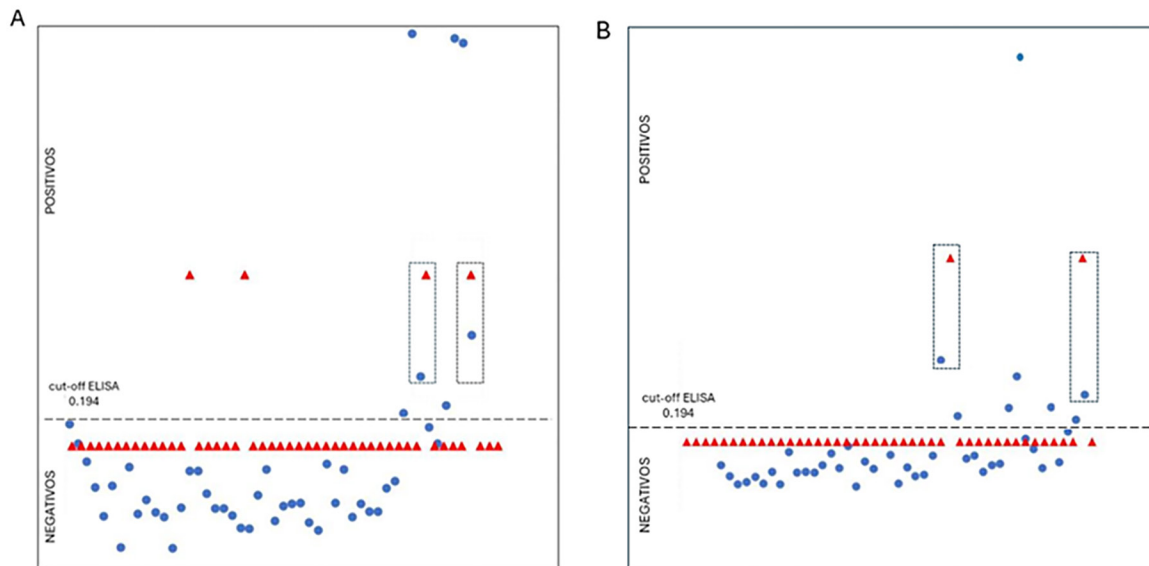 A
POSITIVOS
cut-off ELISA
0.194
NEGATIVOS
B
POSITIVOS
cut-off ELISA
0.194
NEGATIVOS